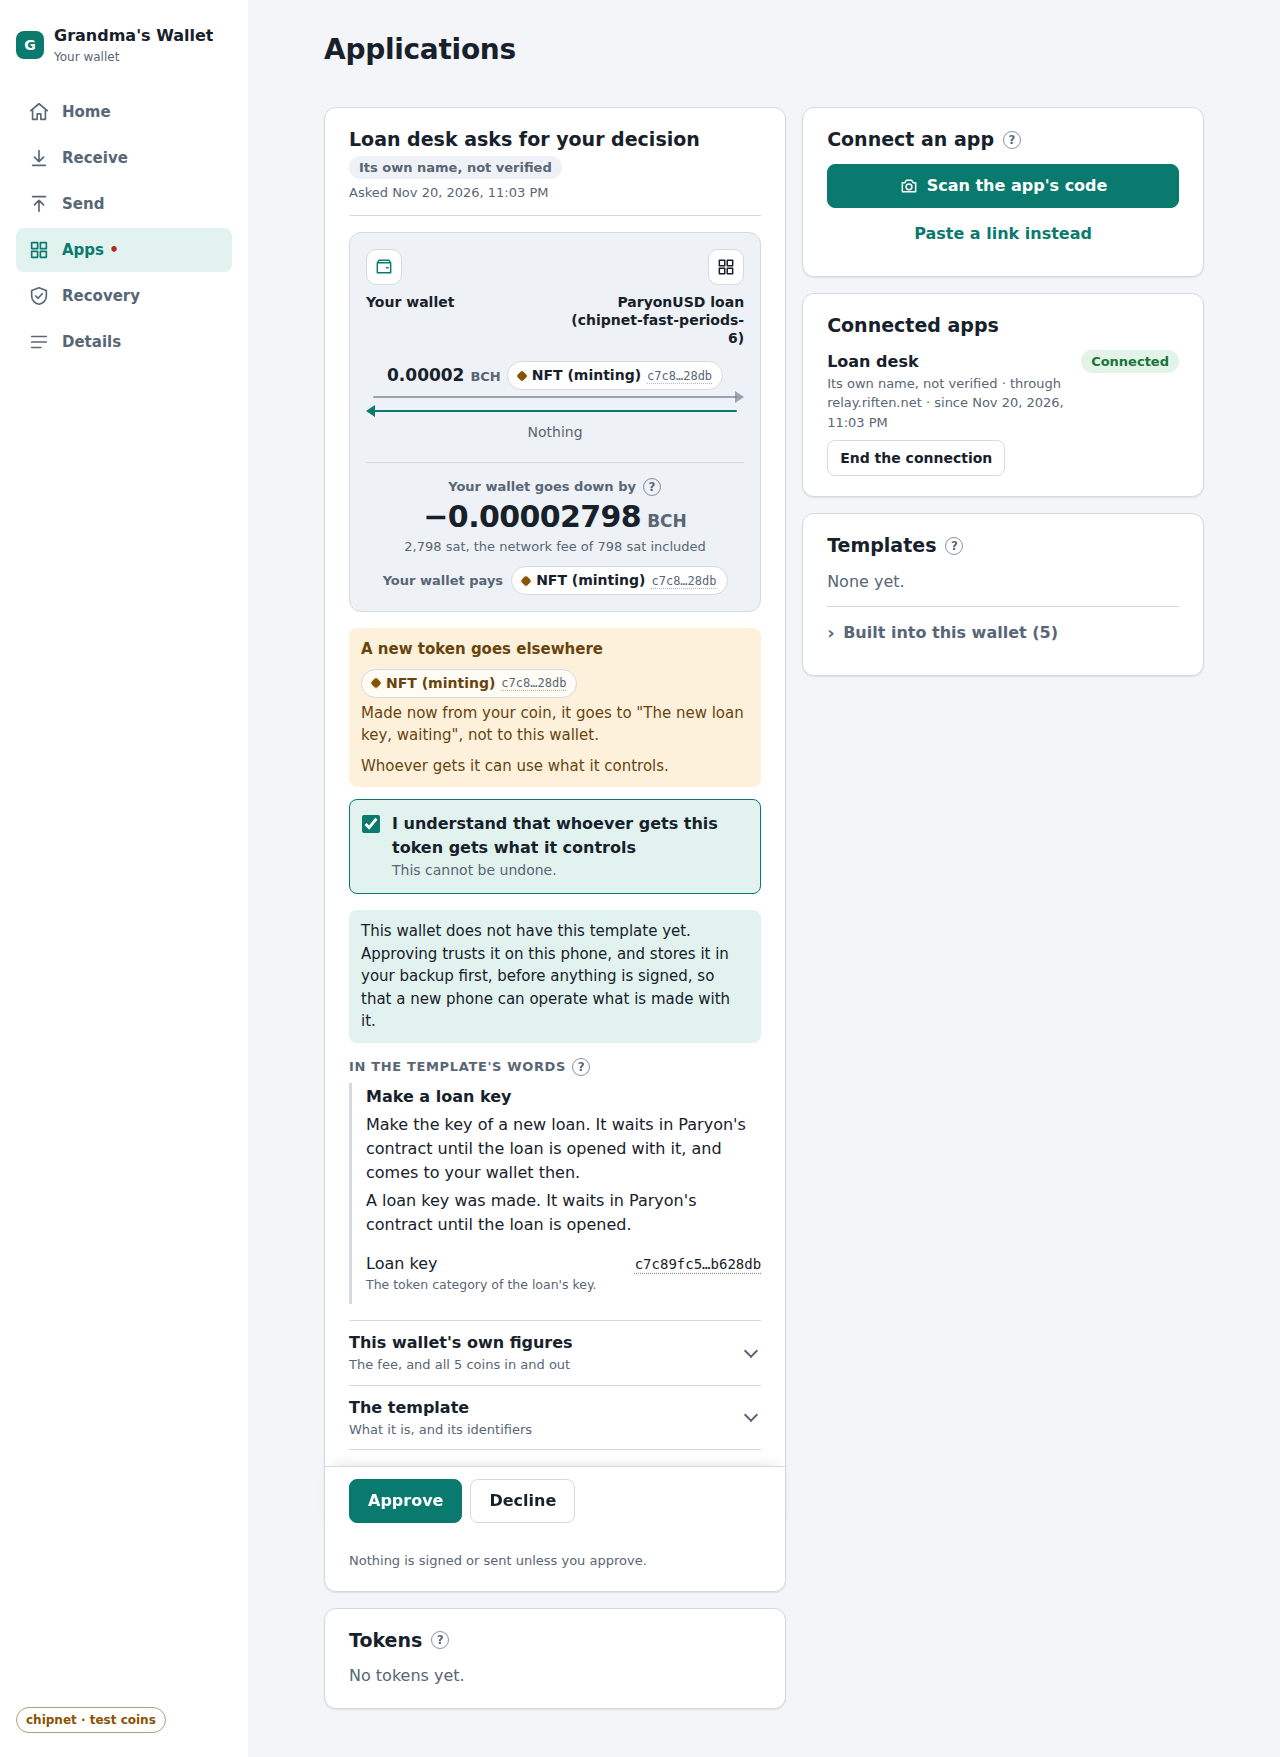 G
Grandma's Wallet
Your wallet
Home
Receive
Send
Apps •
Recovery
Details
chipnet · test coins
Applications
Loan desk asks for your decision
Its own name, not verified
Asked Nov 20, 2026, 11:03 PM
Your wallet
ParyonUSD loan
(chipnet-fast-periods-
6)
0.00002 BCH NFT (minting) c7c8…28db
Nothing
Your wallet goes down by ?
−0.00002798 BCH
2,798 sat, the network fee of 798 sat included
Your wallet pays NFT (minting) c7c8…28db
A new token goes elsewhere
NFT (minting) c7c8…28db
Made now from your coin, it goes to "The new loan
key, waiting", not to this wallet.
Whoever gets it can use what it controls.
I understand that whoever gets this
token gets what it controls
This cannot be undone.
This wallet does not have this template yet.
Approving trusts it on this phone, and stores it in
your backup first, before anything is signed, so
that a new phone can operate what is made with
it.
IN THE TEMPLATE'S WORDS ?
Make a loan key
Make the key of a new loan. It waits in Paryon's
contract until the loan is opened with it, and
comes to your wallet then.
A loan key was made. It waits in Paryon's
contract until the loan is opened.
Loan key c7c89fc5…b628db
The token category of the loan's key.
This wallet's own figures
The fee, and all 5 coins in and out
The template
What it is, and its identifiers
Approve Decline
Nothing is signed or sent unless you approve.
Tokens ?
No tokens yet.
Connect an app ?
Scan the app's code
Paste a link instead
Connected apps
Loan desk Connected
Its own name, not verified · through
relay.riften.net · since Nov 20, 2026,
11:03 PM
End the connection
Templates ?
None yet.
› Built into this wallet (5)